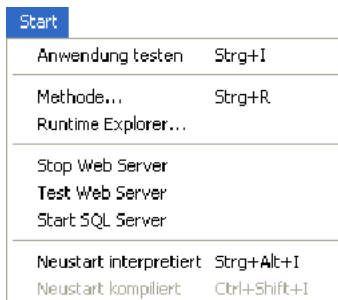 Start
Anwendung testen Strg+I
Methode... Strg+R
Runtime Explorer...
Stop Web Server
Test Web Server
Start SQL Server
Neustart interpretiert Strg+Alt+I
Neustart kompiliert Ctrl+Shift+I